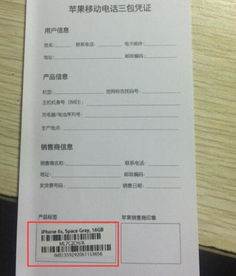 苹果移动电话三包凭证
用户信息
姓名: 联系电话: 电子邮件:
地址: 邮政编码:
产品信息
机型:
主机机身号 (IMEI):
充电器/电池序列号:
生产地点:
销售商信息
销售商名称: 联系电话:
地址: 邮政编码:
发货票号码: 销售日期:
产品标签 苹果销售商印章
iPhone 6s, Space Gray, 16GB